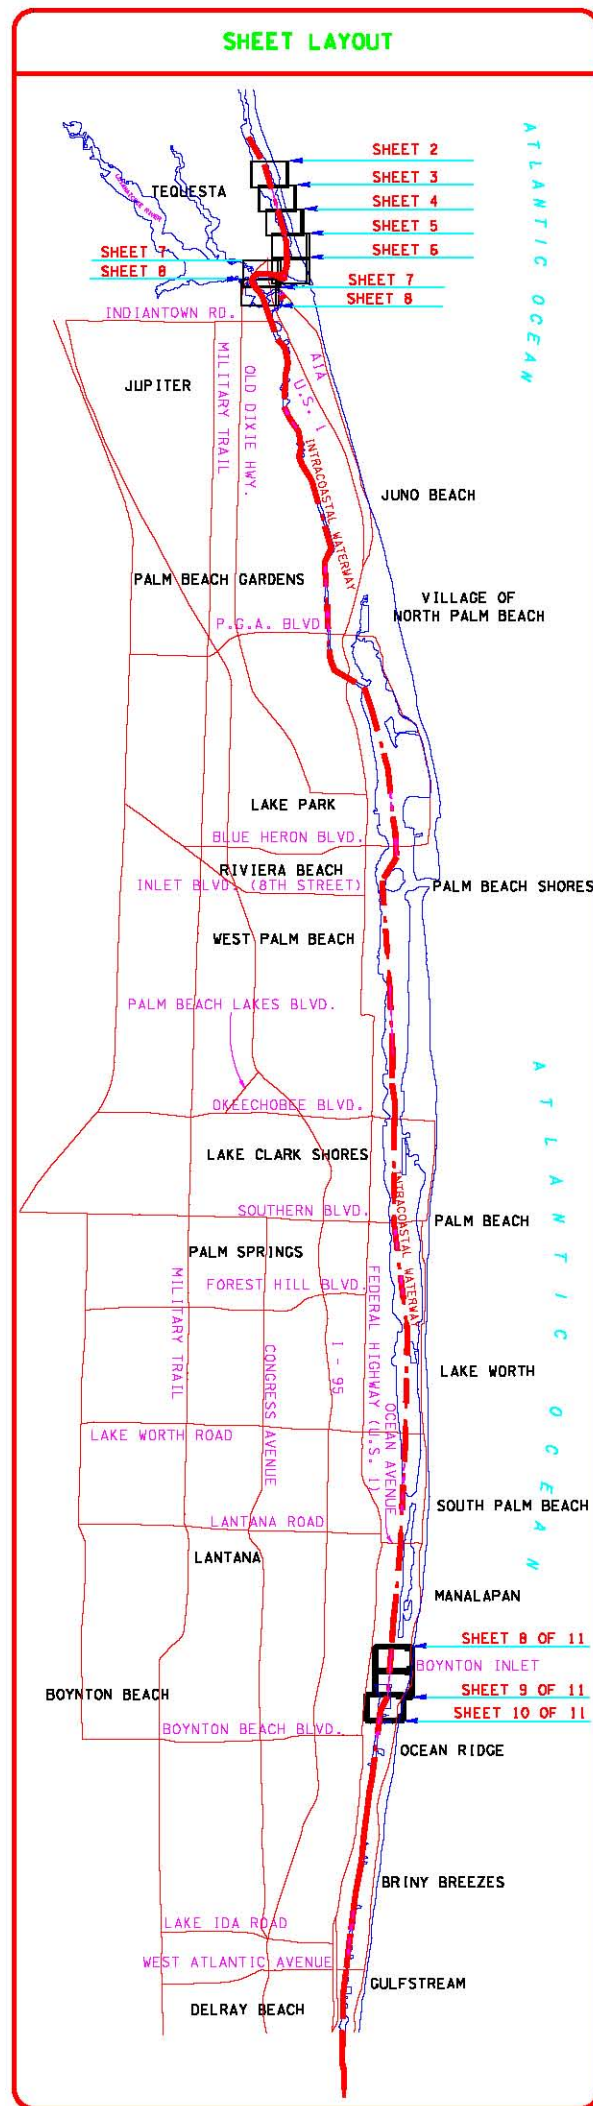 SHEET LAYOUT
ATLANTIC OCEAN
SHEET 2
SHEET 3
TEQUESTA
SHEET 4
SHEET 5
SHEET 6
SHEET 7
SHEET 8
SHEET 7
SHEET 8
INDIANTOWN RD.
A1A
U.S. 1
JUPITER
MILITARY TRAIL
OLD DIXIE HWY.
INTRACOASTAL WATERWAY
JUNO BEACH
PALM BEACH GARDENS
VILLAGE OF
NORTH PALM BEACH
P.G.A. BLVD
LAKE PARK
BLUE HERON BLVD.
RIVIERA BEACH
INLET BLVD. (8TH STREET)
PALM BEACH SHORES
WEST PALM BEACH
PALM BEACH LAKES BLVD.
ATLANTIC OCEAN
OKEECHOBEE BLVD.
LAKE CLARK SHORES
INTRACOASTAL WATERWAY
SOUTHERN BLVD.
PALM BEACH
PALM SPRINGS
MILITARY TRAIL
FOREST HILL BLVD.
FEDERAL HIGHWAY (U.S. 1)
CONGRESS AVENUE
I - 95
LAKE WORTH
OCEAN AVENUE
LAKE WORTH ROAD
SOUTH PALM BEACH
LANTANA ROAD
LANTANA
MANALAPAN
SHEET 8 OF 11
BOYNTON INLET
SHEET 9 OF 11
BOYNTON BEACH
SHEET 10 OF 11
BOYNTON BEACH BLVD.
OCEAN RIDGE
BRINY BREEZES
LAKE IDA ROAD
WEST ATLANTIC AVENUE
GULFSTREAM
DELRAY BEACH